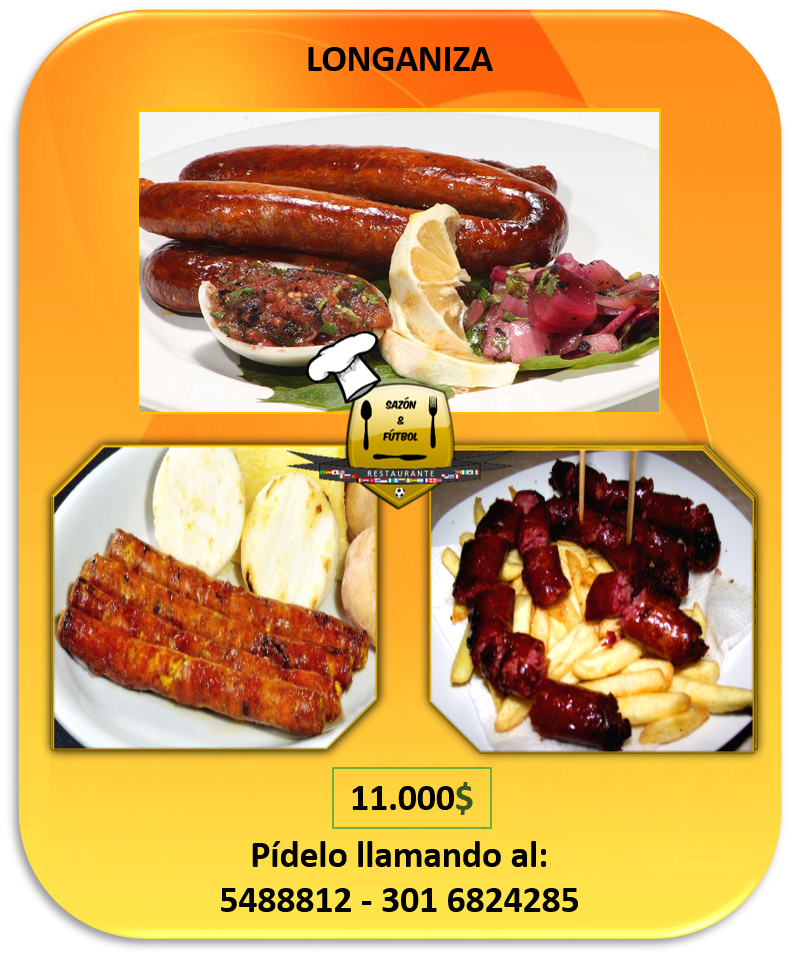 LONGANIZA
SAZÓN
&
FÚTBOL
RESTAURANTE
11.000$
Pídelo llamando al:
5488812 - 301 6824285